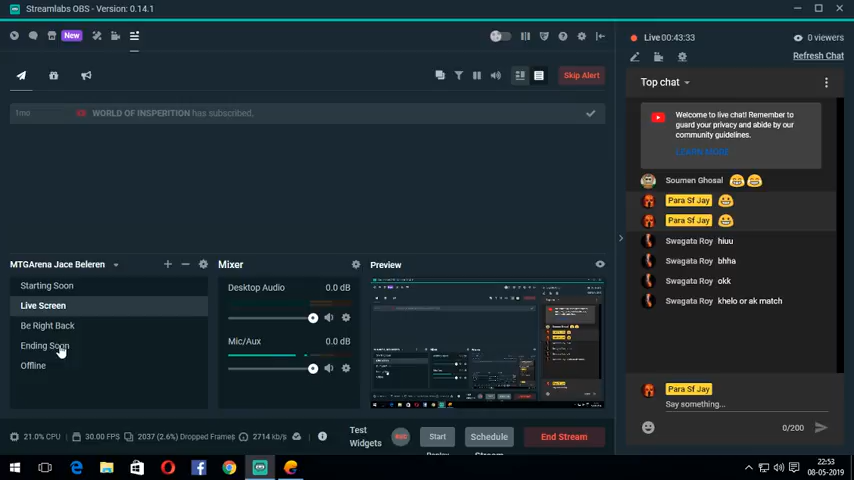 Streamlabs OBS - Version: 0.14.1
Live 00:43:33
0 viewers
New
Refresh Chat
Skip Alert
Top chat
1mo WORLD OF INSPERITION has subscribed,
Welcome to live chat! Remember to
guard your privacy and abide by our
community guidelines.
LEARN MORE
Soumen Ghosal
Para Sf Jay
Para Sf Jay
Swagata Roy hiuu
Swagata Roy bhha
Swagata Roy okk
Swagata Roy khelo or ak match
MTGArena Jace Beleren
Mixer
Preview
Starting Soon
Live Screen
Be Right Back
Ending Soon
Offline
Desktop Audio 0.0 dB
Mic/Aux 0.0 dB
Para Sf Jay
Say something...
0/200
21.0% CPU
30.00 FPS
2037 (2.6%) Dropped Frames
2714 kb/s
Test
Widgets
REC
Start
Replay
Schedule
Stream
End Stream
22:53
08-05-2019